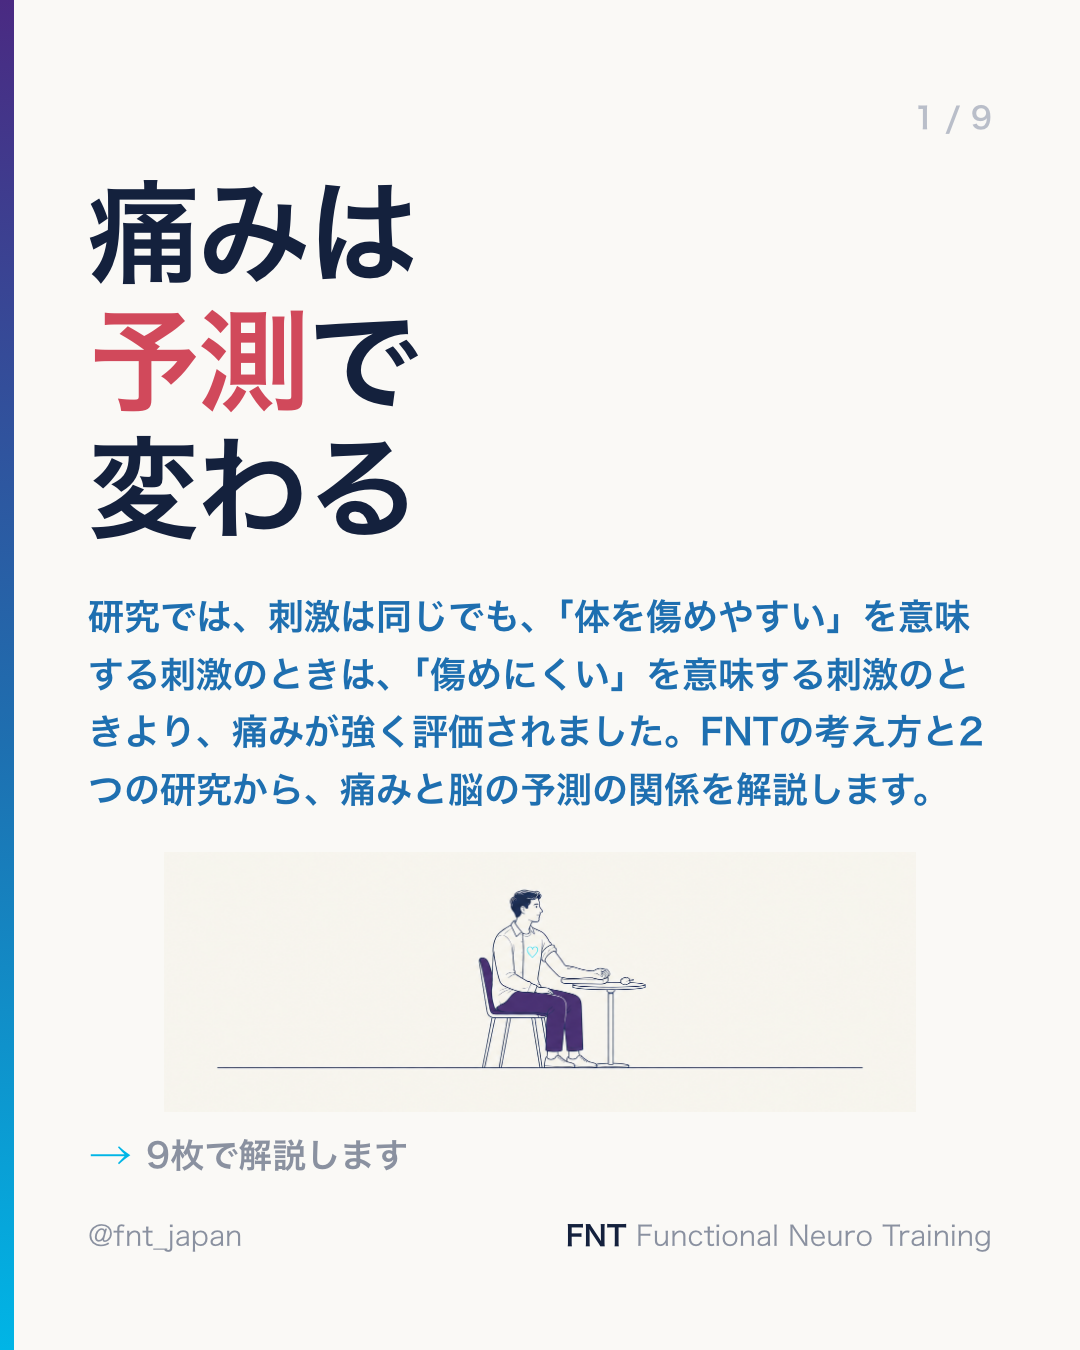 1 / 9
痛みは
予測で
変わる
研究では、刺激は同じでも、「体を傷めやすい」を意味
する刺激のときは、「傷めにくい」を意味する刺激のと
きより、痛みが強く評価されました。FNTの考え方と2
つの研究から、痛みと脳の予測の関係を解説します。
→ 9枚で解説します
@fnt_japan
FNT Functional Neuro Training